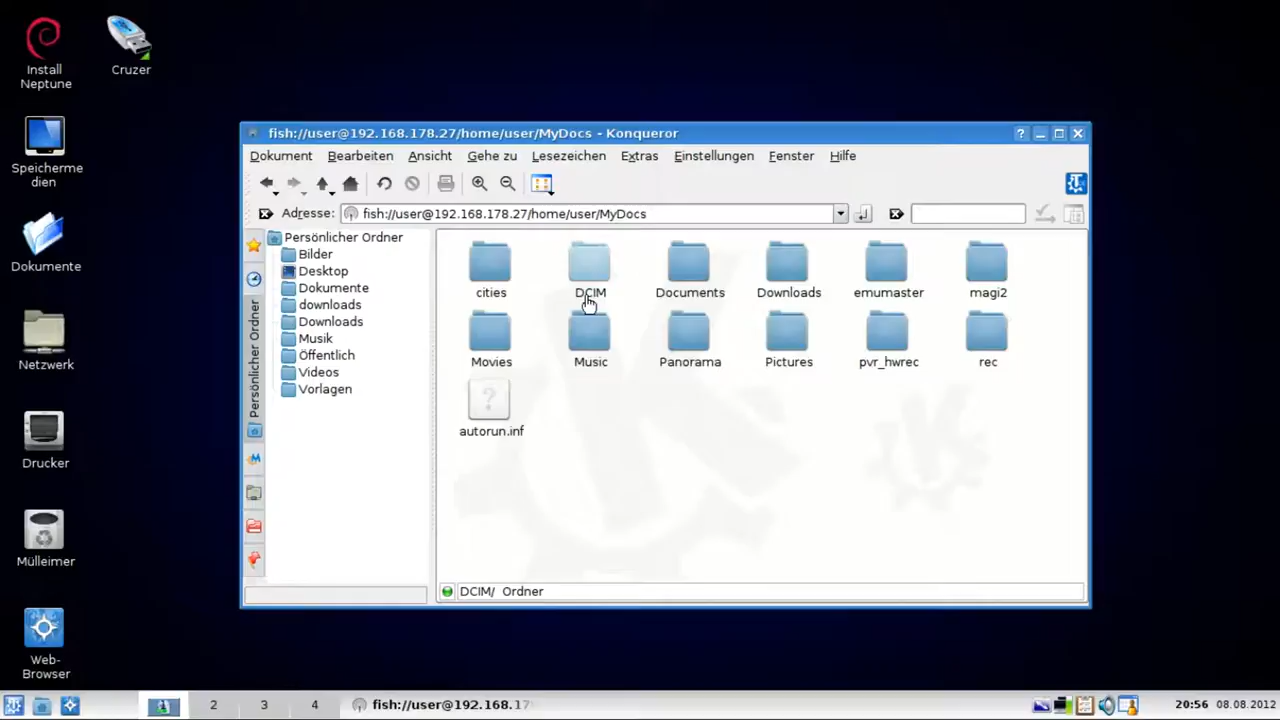 Install
Neptune
Cruzer
Speicherme
dien
Dokumente
Netzwerk
Drucker
Mülleimer
Web-
Browser
fish://user@192.168.178.27/home/user/MyDocs - Konqueror
Dokument Bearbeiten Ansicht Gehe zu Lesezeichen Extras Einstellungen Fenster Hilfe
Adresse: fish://user@192.168.178.27/home/user/MyDocs
Persönlicher Ordner
Persönlicher Ordner
Bilder
Desktop
Dokumente
downloads
Downloads
Musik
Öffentlich
Videos
Vorlagen
cities DCIM Documents Downloads emumaster magi2
Movies Music Panorama Pictures pvr_hwrec rec
autorun.inf
DCIM/ Ordner
2 3 4 fish://user@192.168.17 20:56 08.08.2012